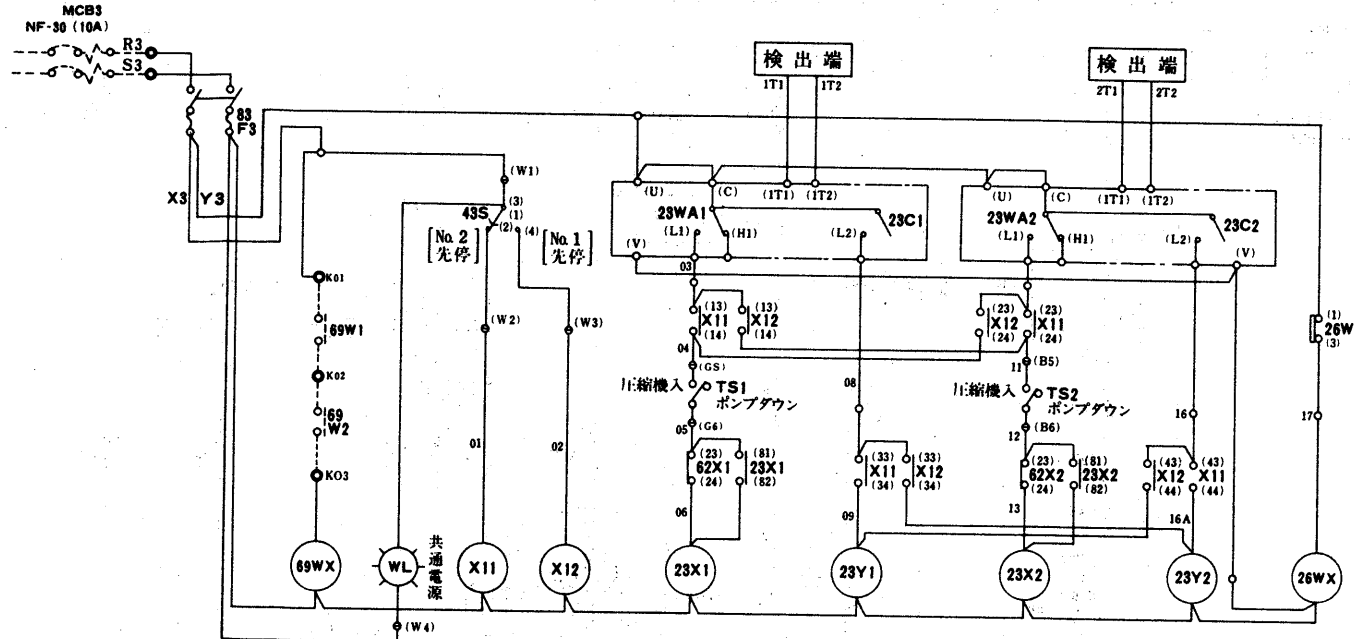 MCB3
NF-30 (10A)
R3
S3
83
F3
X3
Y3
検出端
1T1
1T2
検出端
2T1
2T2
(W1)
(3)
43S
(1)
(2)
(4)
[No.2 先停]
[No.1 先停]
(U)
(C)
(1T1)
(1T2)
23WA1
23C1
(L1)
(H1)
(L2)
(V)
(U)
(C)
(1T1)
(1T2)
23WA2
23C2
(L1)
(H1)
(L2)
(V)
K01
69W1
K02
69
W2
KO3
(W2)
(W3)
01
02
03
(13)
X11
(14)
(13)
X12
(14)
04
(GS)
圧縮機入
TS1
ポンプダウン
05
(G6)
(23)
62X1
(24)
(81)
23X1
(82)
06
08
(33)
X11
(34)
(33)
X12
(34)
09
(23)
X12
(24)
(23)
X11
(24)
11
(B5)
圧縮機入
TS2
ポンプダウン
12
(B6)
(23)
62X2
(24)
(81)
23X2
(82)
13
16
(43)
X12
(44)
(43)
X11
(44)
16A
(1)
26W
(3)
17
69WX
WL
共通電源
X11
X12
23X1
23Y1
23X2
23Y2
26WX
(W4)